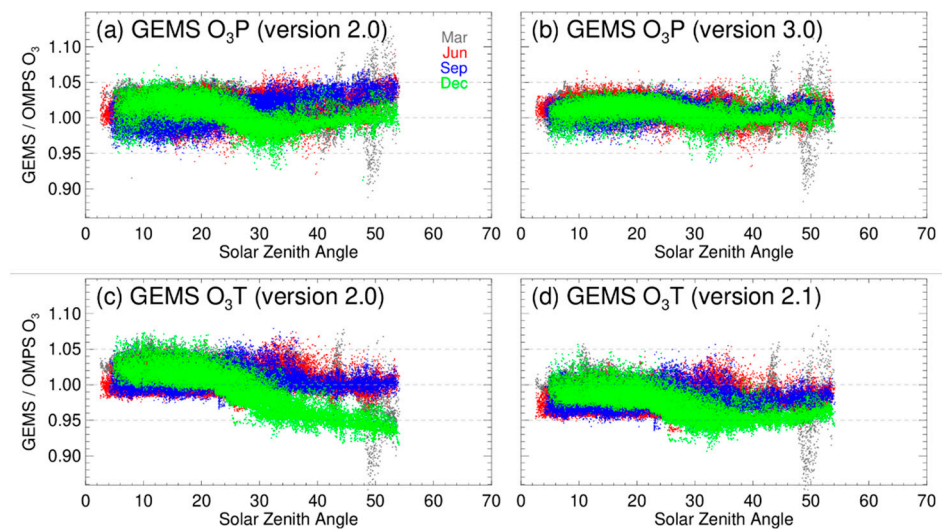 (a) GEMS O₃P (version 2.0)
Mar
Jun
Sep
Dec
GEMS / OMPS O₃
1.10
1.05
1.00
0.95
0.90
0 10 20 30 40 50 60 70
Solar Zenith Angle
(b) GEMS O₃P (version 3.0)
0 10 20 30 40 50 60 70
Solar Zenith Angle
(c) GEMS O₃T (version 2.0)
GEMS / OMPS O₃
1.10
1.05
1.00
0.95
0.90
0 10 20 30 40 50 60 70
Solar Zenith Angle
(d) GEMS O₃T (version 2.1)
0 10 20 30 40 50 60 70
Solar Zenith Angle